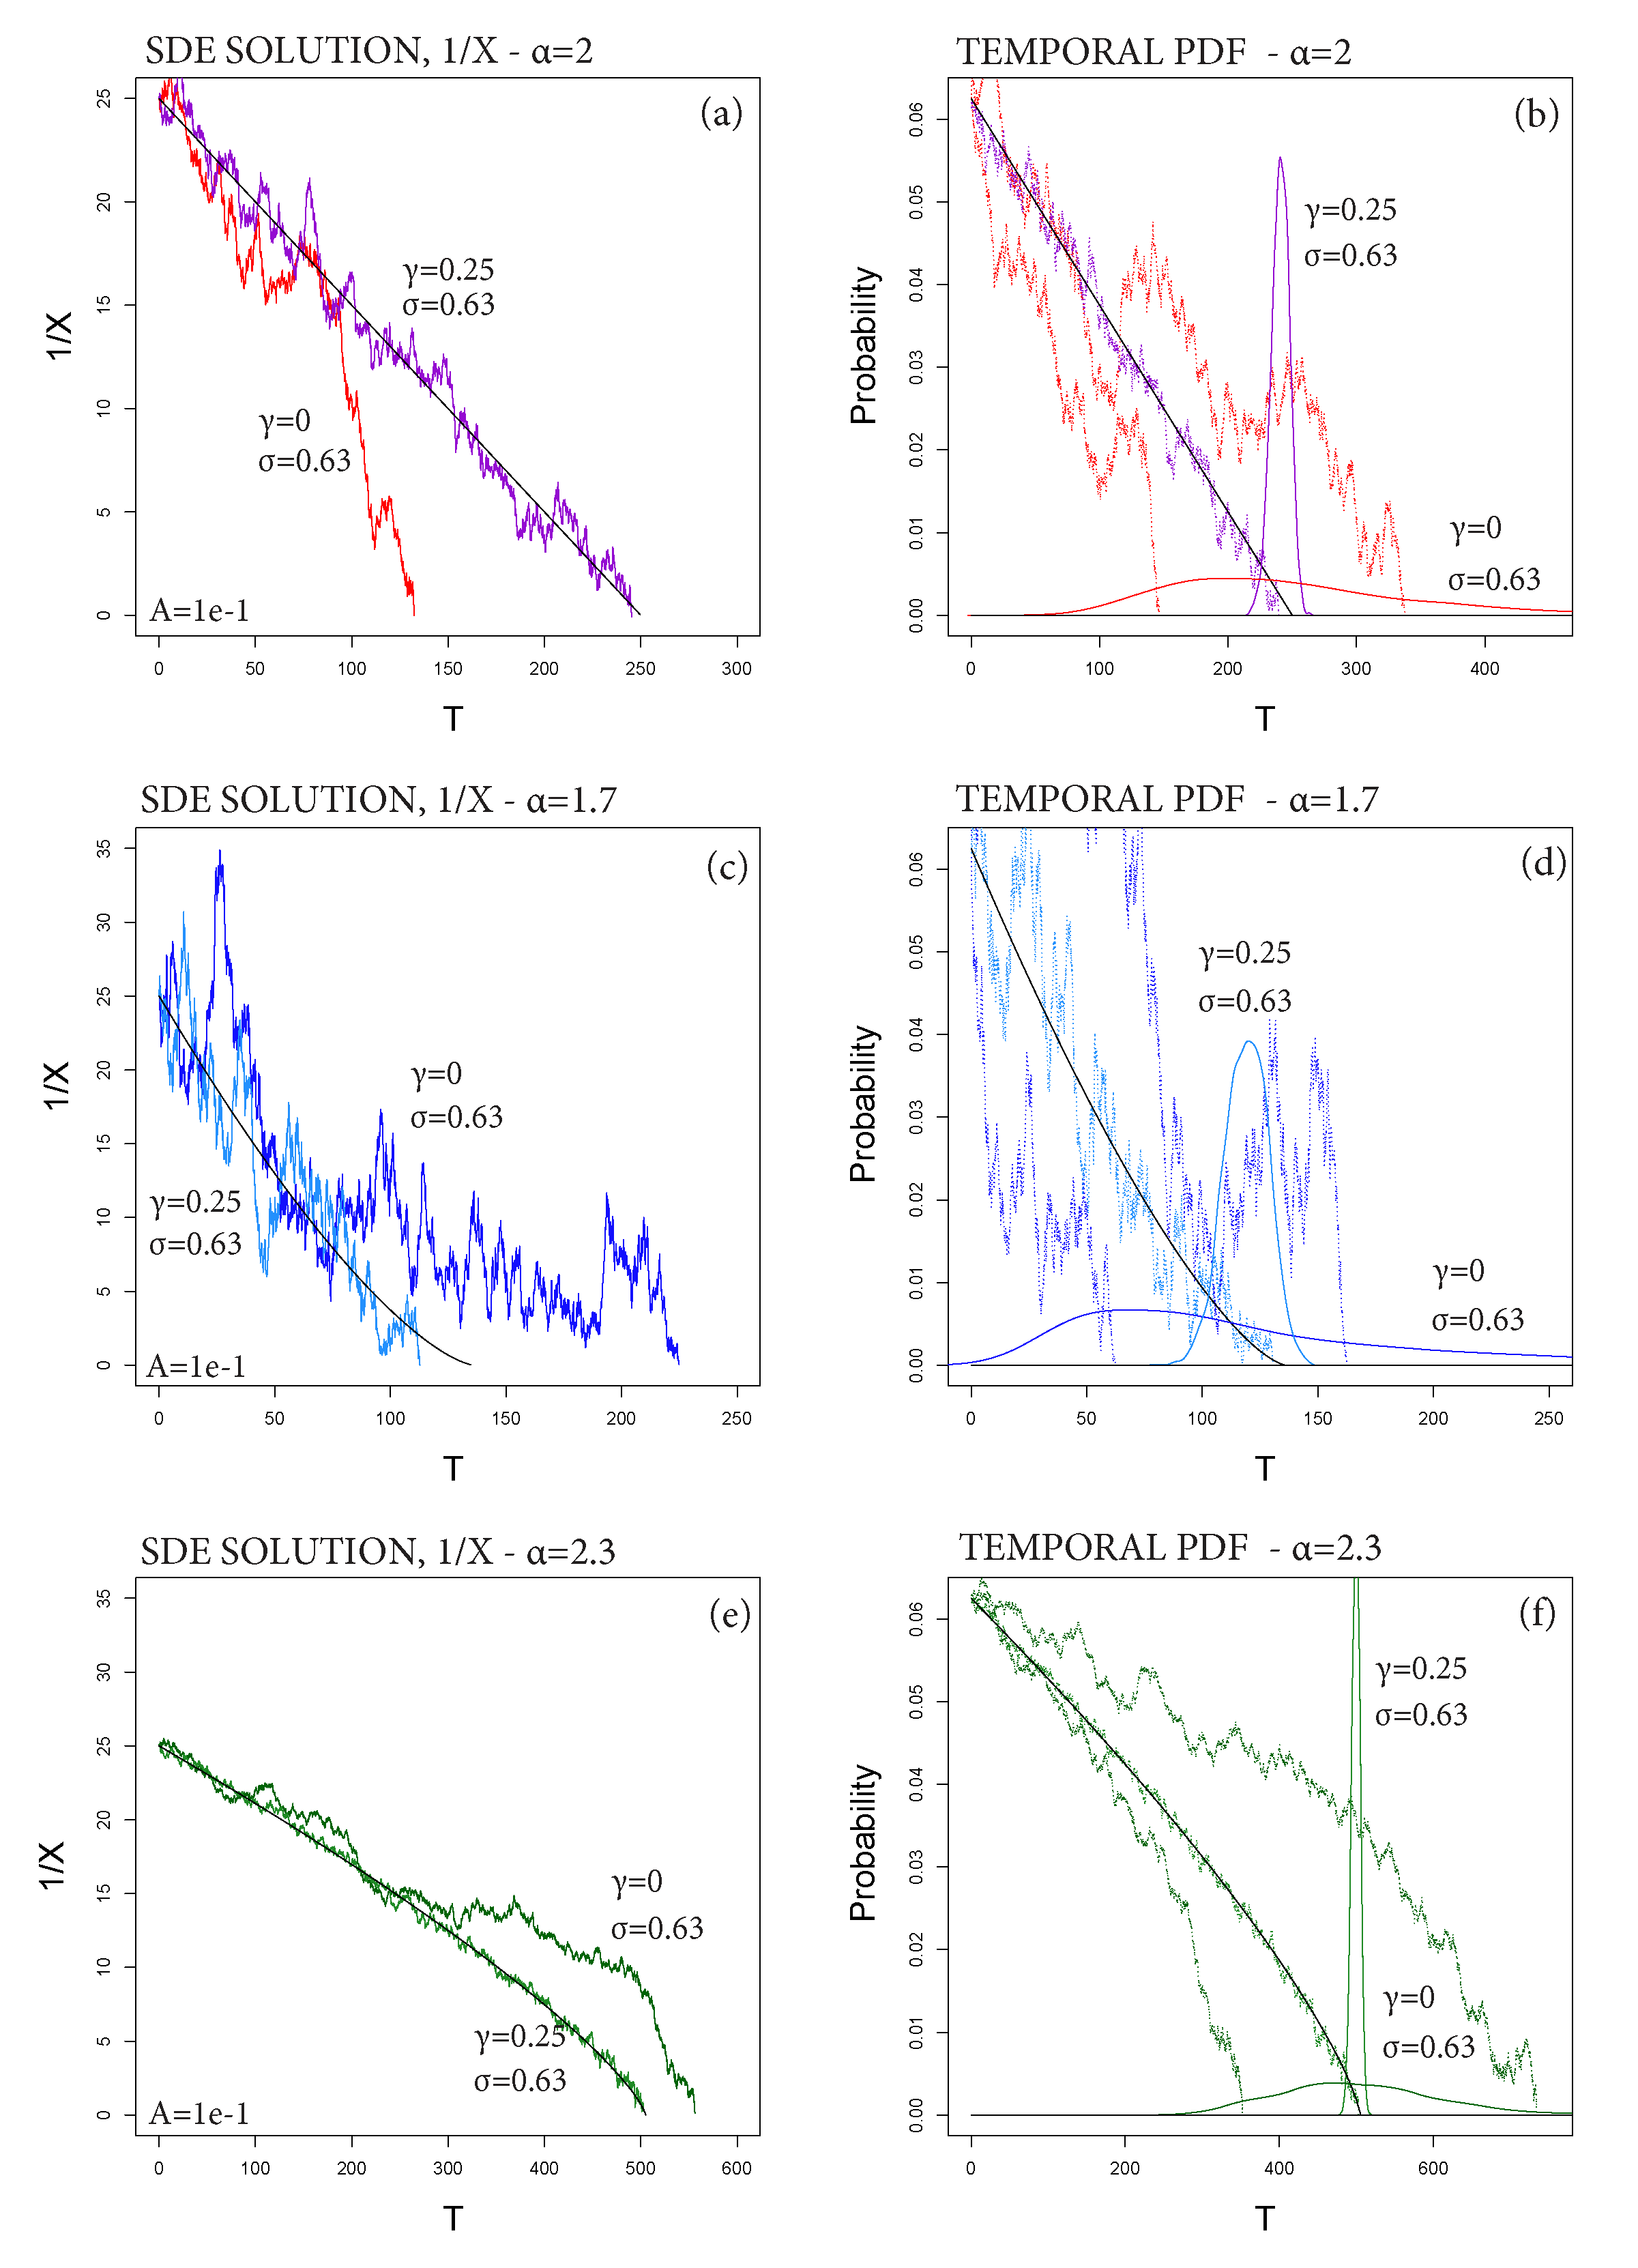 SDE SOLUTION, 1/X - α=2
(a)
1/X
25
20
15
10
5
0
γ=0.25
σ=0.63
γ=0
σ=0.63
A=1e-1
0 50 100 150 200 250 300
T
TEMPORAL PDF - α=2
(b)
Probability
0.06
0.05
0.04
0.03
0.02
0.01
0.00
γ=0.25
σ=0.63
γ=0
σ=0.63
0 100 200 300 400
T
SDE SOLUTION, 1/X - α=1.7
(c)
1/X
35
30
25
20
15
10
5
0
γ=0
σ=0.63
γ=0.25
σ=0.63
A=1e-1
0 50 100 150 200 250
T
TEMPORAL PDF - α=1.7
(d)
Probability
0.06
0.05
0.04
0.03
0.02
0.01
0.00
γ=0.25
σ=0.63
γ=0
σ=0.63
0 50 100 150 200 250
T
SDE SOLUTION, 1/X - α=2.3
(e)
1/X
35
30
25
20
15
10
5
0
γ=0
σ=0.63
γ=0.25
σ=0.63
A=1e-1
0 100 200 300 400 500 600
T
TEMPORAL PDF - α=2.3
(f)
Probability
0.06
0.05
0.04
0.03
0.02
0.01
0.00
γ=0.25
σ=0.63
γ=0
σ=0.63
0 200 400 600
T